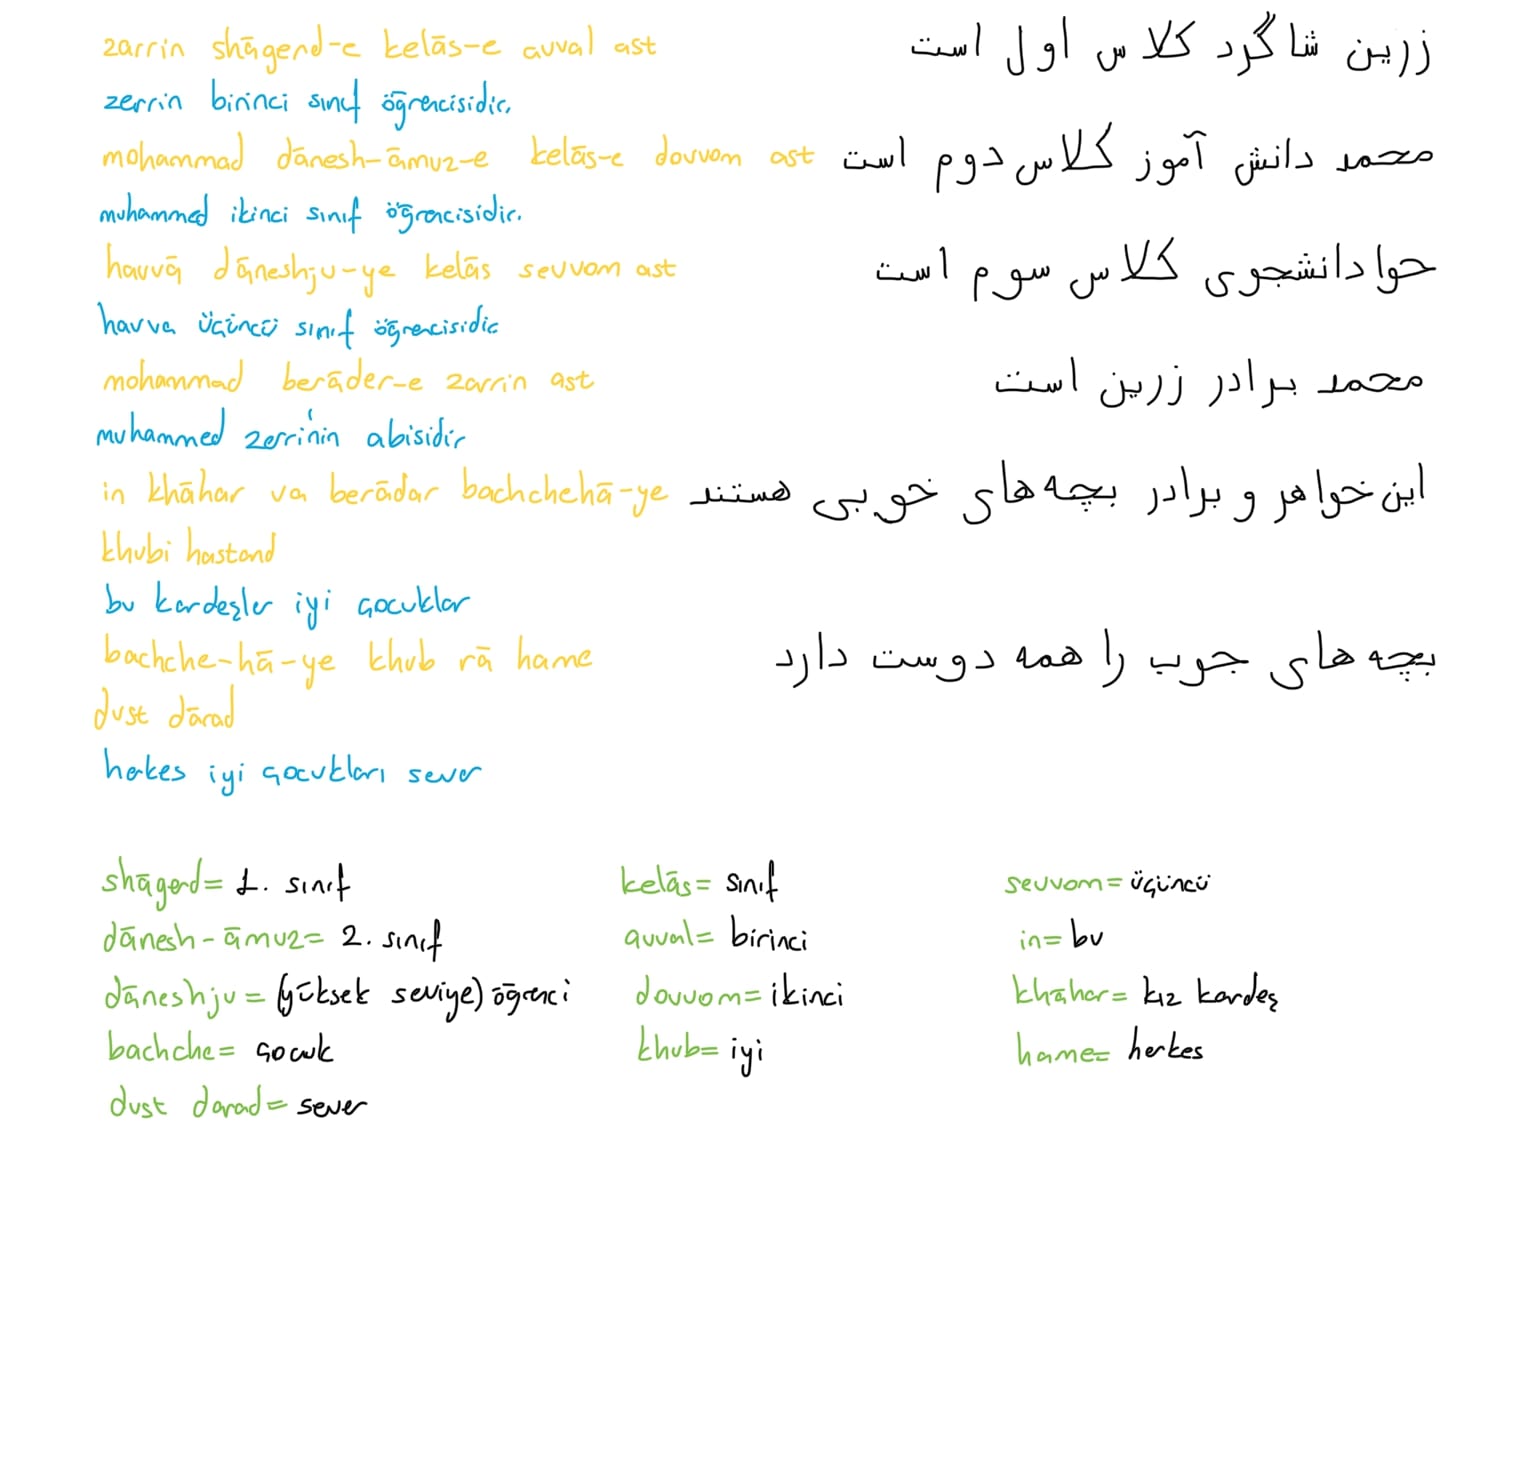 zarrin shāgerd-e kelās-e avval ast زرین شاگرد کلاس اول است
zerrin birinci sınıf öğrencisidir.
mohammad dānesh-āmuz-e kelās-e dovvom ast محمد دانش آموز کلاس دوم است
muhammed ikinci sınıf öğrencisidir.
havvā dāneshju-ye kelās sevvom ast حوا دانشجوی کلاس سوم است
havva üçüncü sınıf öğrencisidir
mohammad berāder-e zarrin ast محمد برادر زرین است
muhammed zerrin'nin abisidir
in khāhar va berādar bachchehā-ye این خواهر و برادر بچه های خوبی هستند
khubi hastand
bu kardeşler iyi çocuklar
bachche-hā-ye khub rā hame بچه های جوب را همه دوست دارد
dust dārad
herkes iyi çocukları sever
shāgerd= 1. sınıf kelās= sınıf sevvom= üçüncü
dānesh-āmuz= 2. sınıf avval= birinci in= bu
dāneshju= (yüksek seviye) öğrenci dovvom= ikinci khāhar= kız kardeş
bachche= çocuk khub= iyi hame= herkes
dust darad= sever